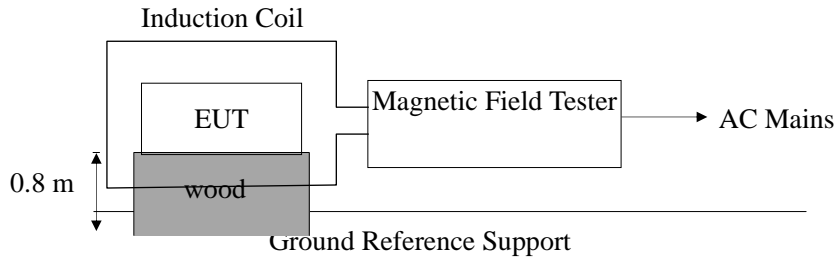 Induction Coil
Magnetic Field Tester
EUT
AC Mains
0.8 m
wood
Ground Reference Support